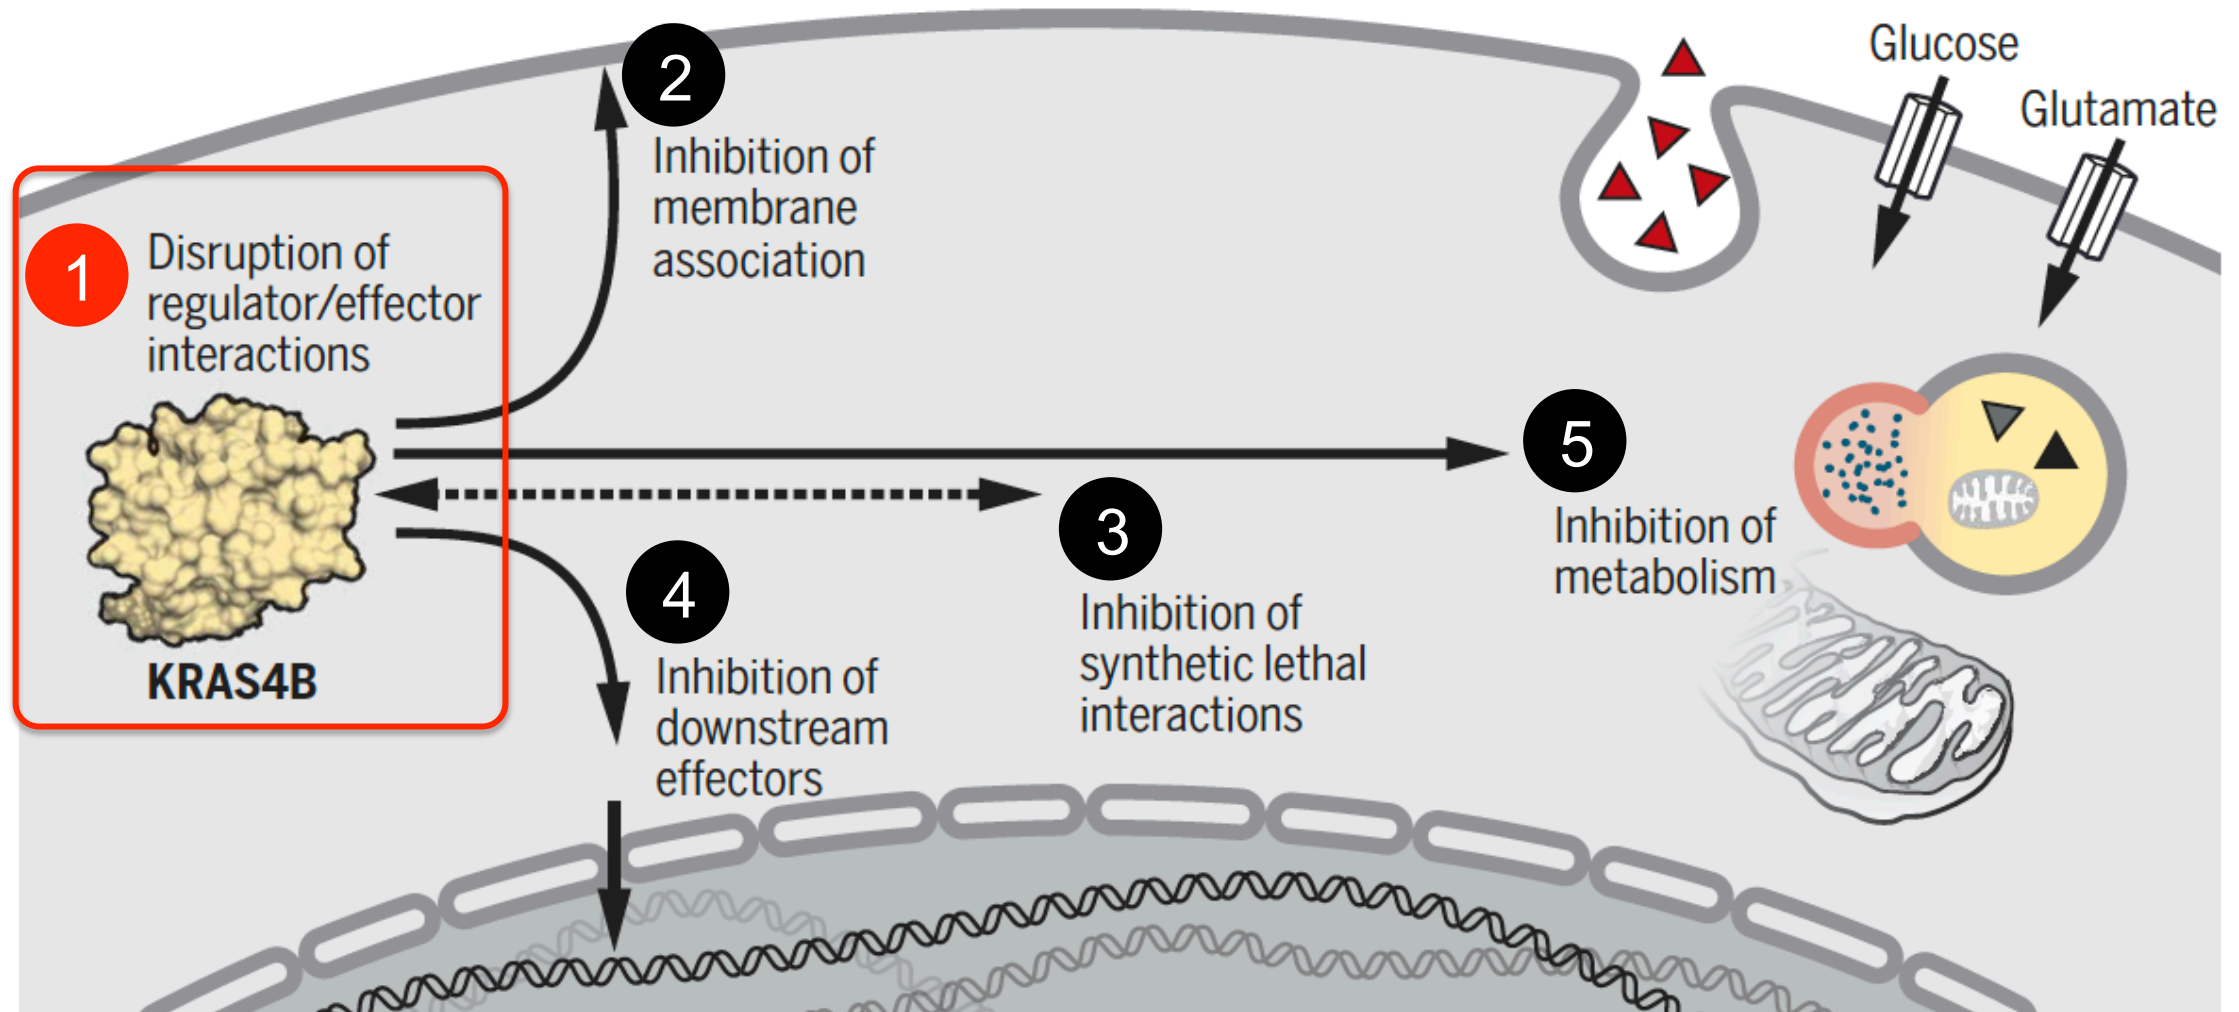 1
Disruption of
regulator/effector
interactions
KRAS4B
2
Inhibition of
membrane
association
3
Inhibition of
synthetic lethal
interactions
4
Inhibition of
downstream
effectors
5
Inhibition of
metabolism
Glucose
Glutamate